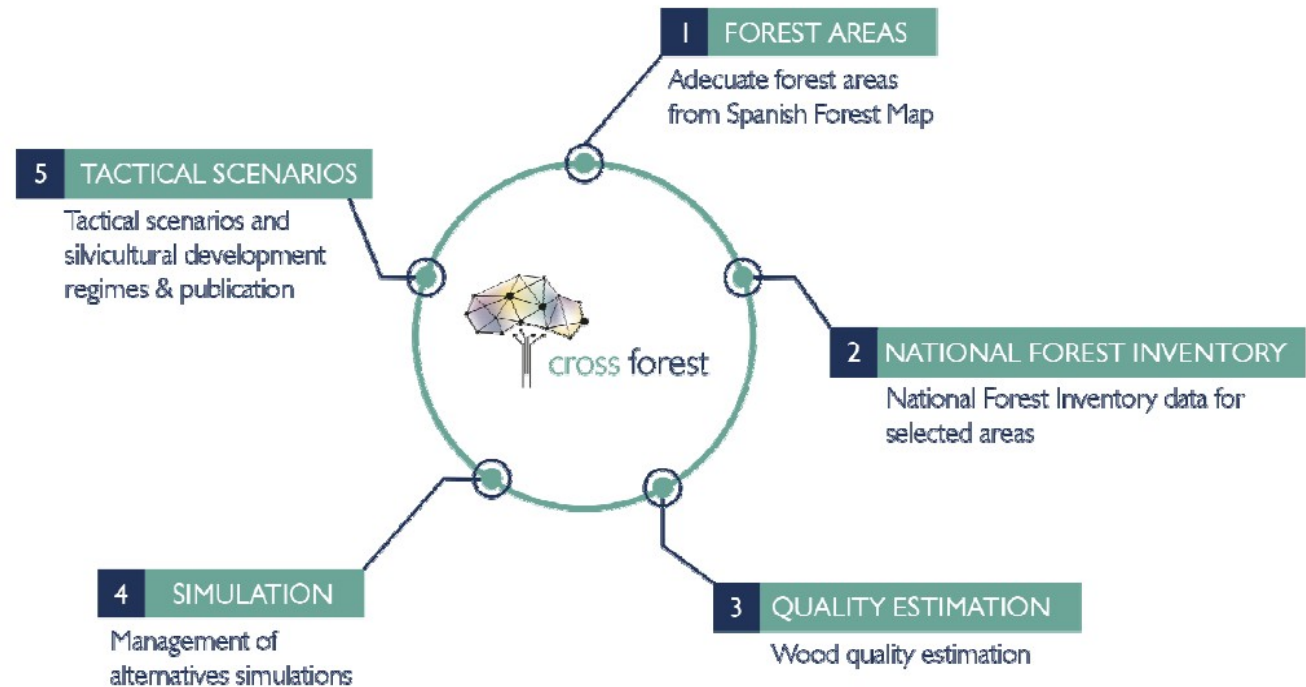 1 FOREST AREAS
Adecuate forest areas
from Spanish Forest Map
2 NATIONAL FOREST INVENTORY
National Forest Inventory data for
selected areas
3 QUALITY ESTIMATION
Wood quality estimation
4 SIMULATION
Management of
alternatives simulations
5 TACTICAL SCENARIOS
Tactical scenarios and
silvicultural development
regimes & publication
cross forest